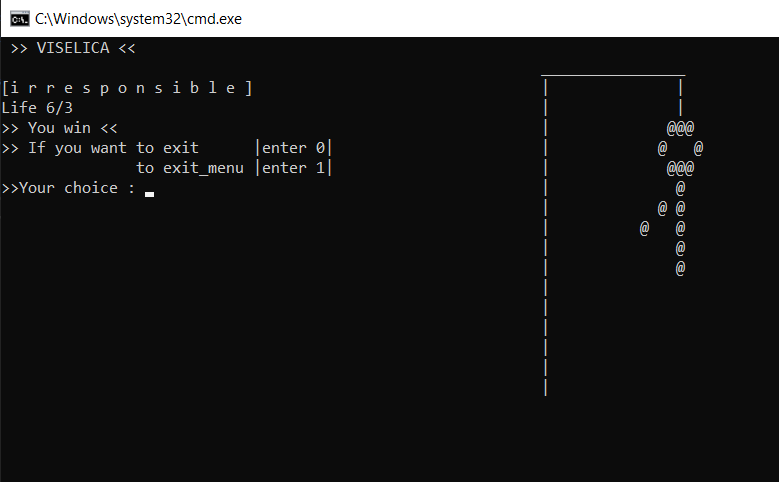 C:\Windows\system32\cmd.exe
>> VISELICA <<
[i r r e s p o n s i b l e ]
Life 6/3
>> You win <<
>> If you want to exit      |enter 0|
               to exit_menu |enter 1|
>>Your choice :